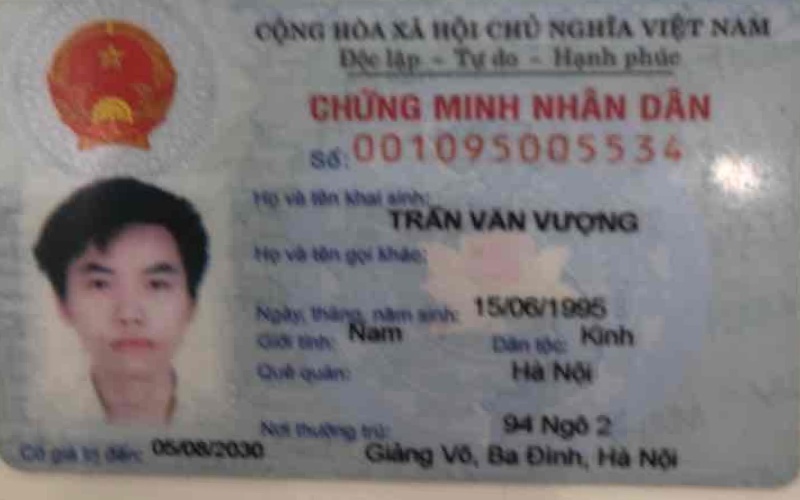 CỘNG HÒA XÃ HỘI CHỦ NGHĨA VIỆT NAM
Độc lập - Tự do - Hạnh phúc
CHỨNG MINH NHÂN DÂN
Số: 001095005534
Họ và tên khai sinh:
TRẦN VĂN VƯỢNG
Họ và tên gọi khác:
Ngày, tháng, năm sinh: 15/06/1995
Giới tính: Nam Dân tộc: Kinh
Quê quán: Hà Nội
Nơi thường trú: 94 Ngõ 2
Giảng Võ, Ba Đình, Hà Nội
Có giá trị đến: 05/08/2030